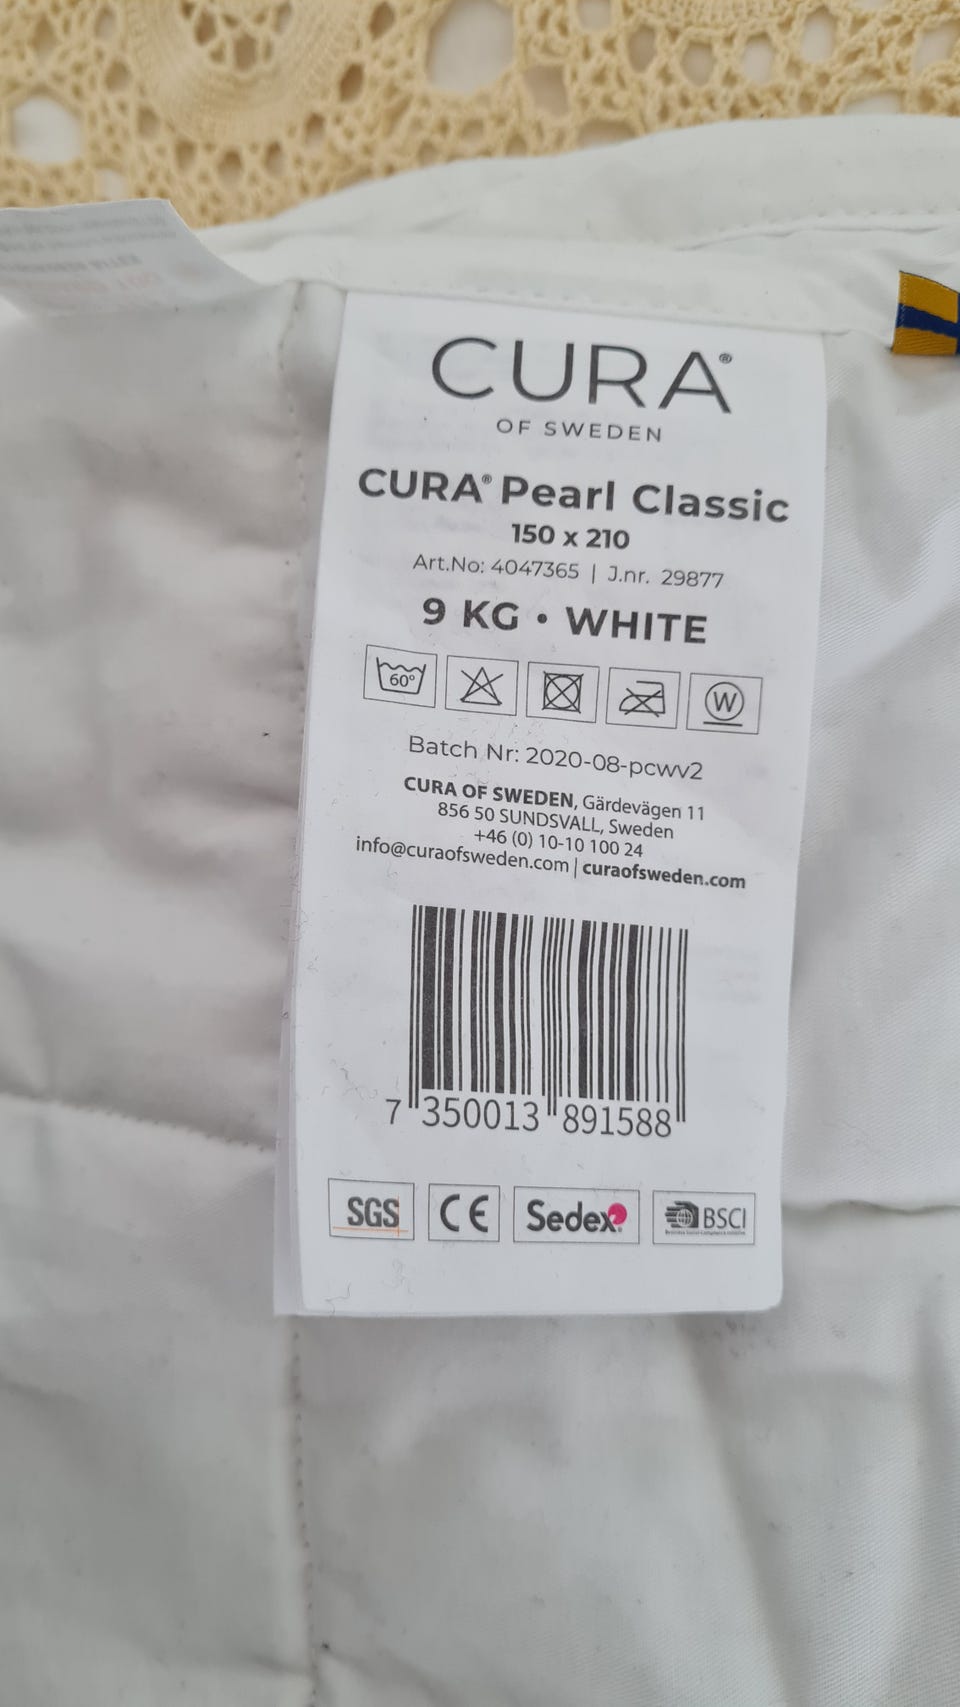 CURA®
OF SWEDEN
CURA® Pearl Classic
150 x 210
Art.No: 4047365 | J.nr. 29877
9 KG • WHITE
60°
W
Batch Nr: 2020-08-pcwv2
CURA OF SWEDEN, Gärdevägen 11
856 50 SUNDSVALL, Sweden
+46 (0) 10-10 100 24
info@curaofsweden.com | curaofsweden.com
7 350013 891588
SGS CE Sedex BSCI